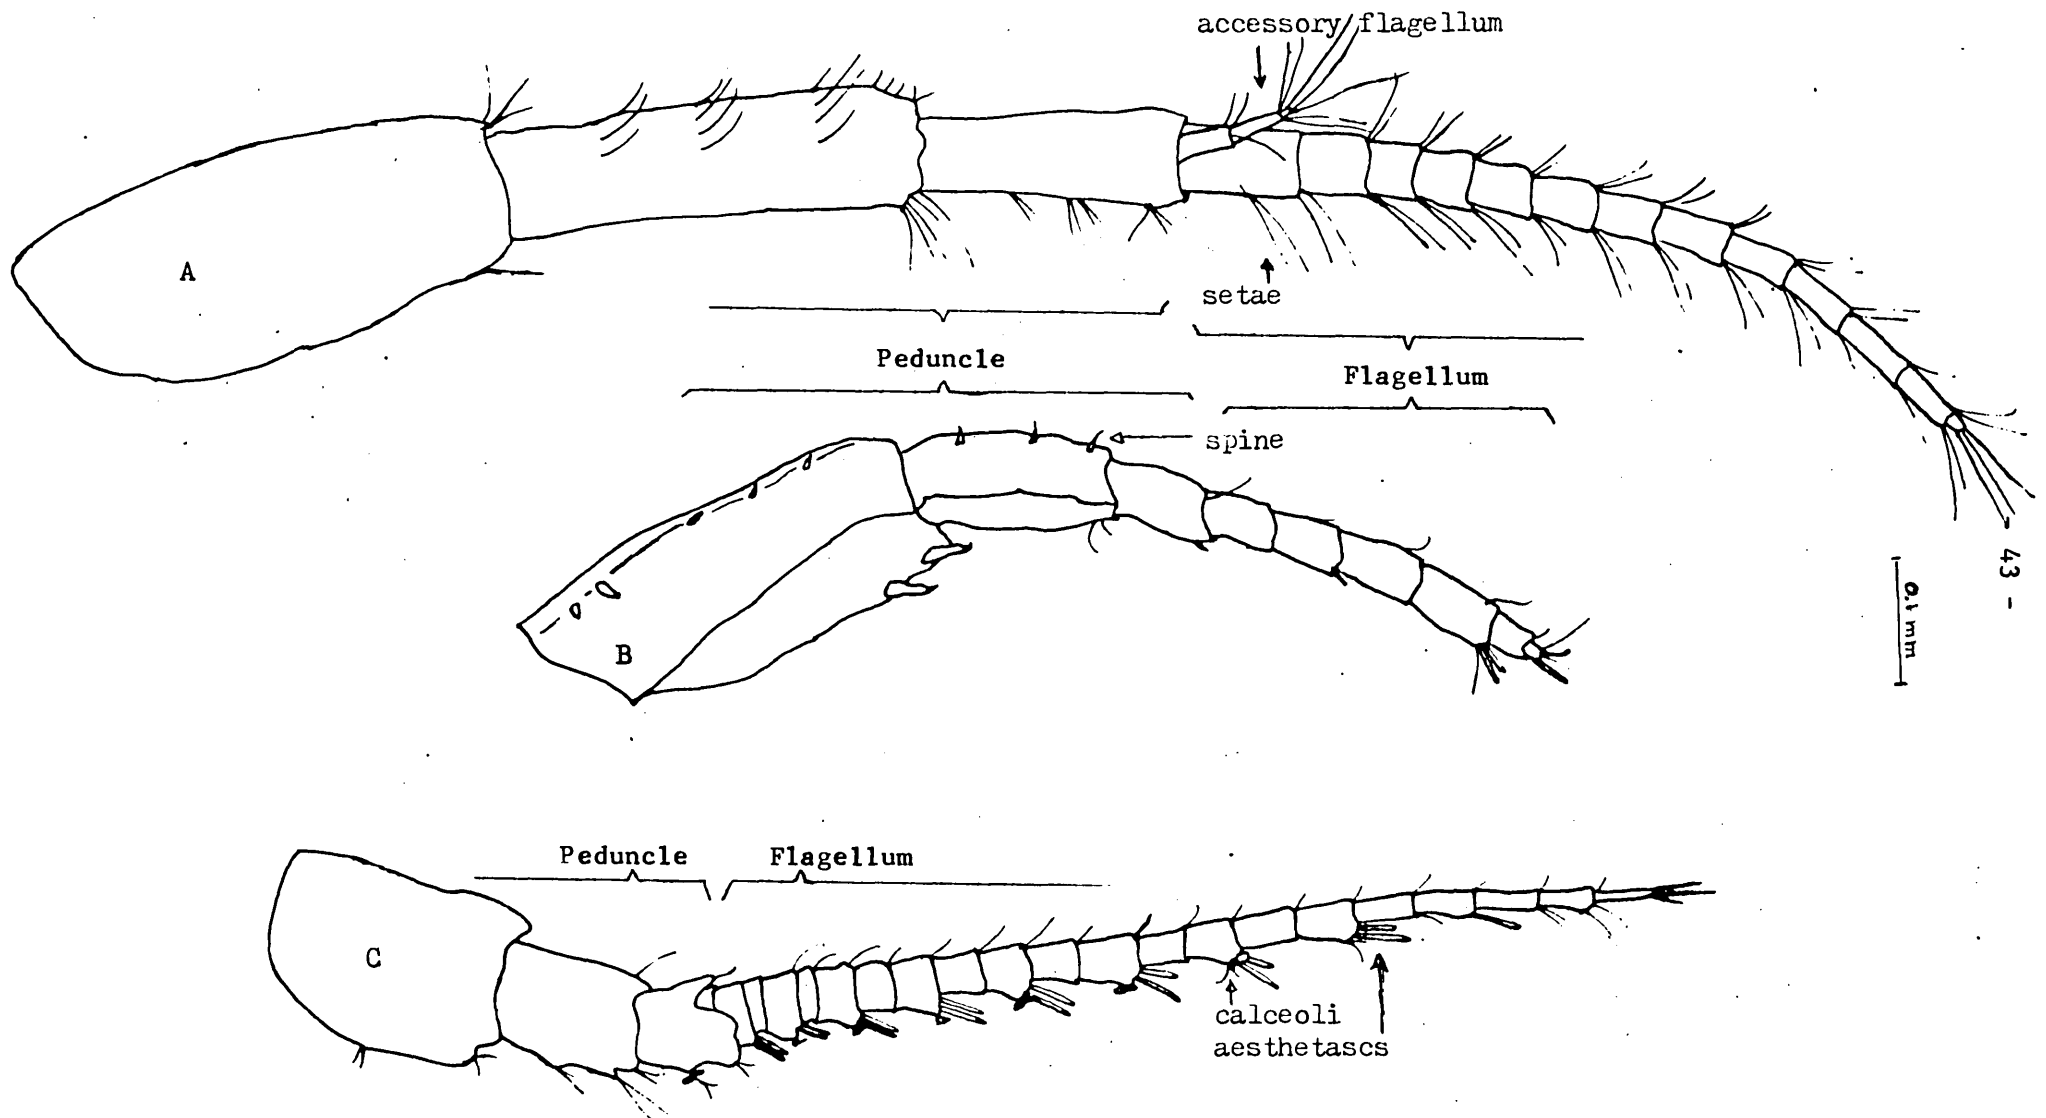 accessory flagellum
A
setae
Peduncle
Flagellum
spine
B
- 43 -
0.1 mm
Peduncle Flagellum
C
calceoli
aesthetascs